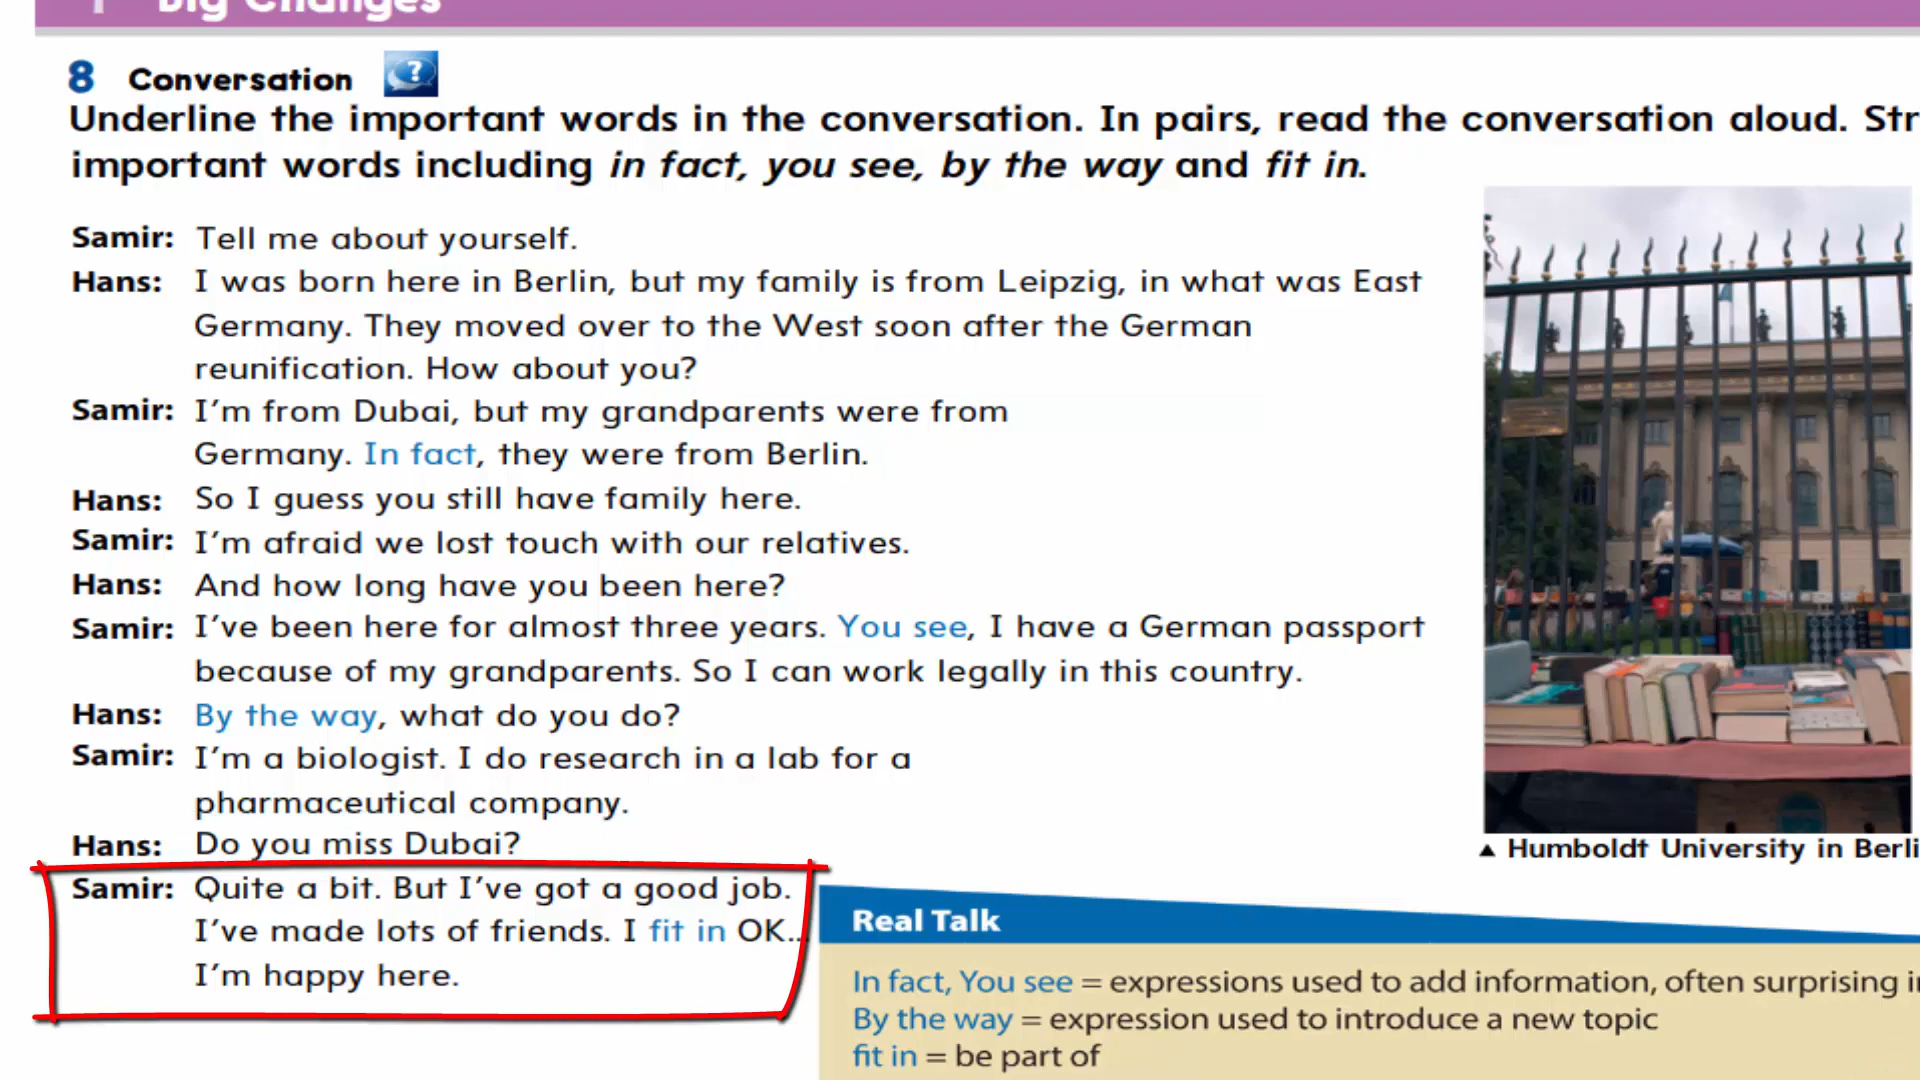 1 Big Changes
8 Conversation
Underline the important words in the conversation. In pairs, read the conversation aloud.
important words including in fact, you see, by the way and fit in.
Samir: Tell me about yourself.
Hans: I was born here in Berlin, but my family is from Leipzig, in what was East
Germany. They moved over to the West soon after the German
reunification. How about you?
Samir: I'm from Dubai, but my grandparents were from
Germany. In fact, they were from Berlin.
Hans: So I guess you still have family here.
Samir: I'm afraid we lost touch with our relatives.
Hans: And how long have you been here?
Samir: I've been here for almost three years. You see, I have a German passport
because of my grandparents. So I can work legally in this country.
Hans: By the way, what do you do?
Samir: I'm a biologist. I do research in a lab for a
pharmaceutical company.
Hans: Do you miss Dubai?
Samir: Quite a bit. But I've got a good job.
I've made lots of friends. I fit in OK...
I'm happy here.
▲ Humboldt University in Berli
Real Talk
In fact, You see = expressions used to add information, often surprising
By the way = expression used to introduce a new topic
fit in = be part of